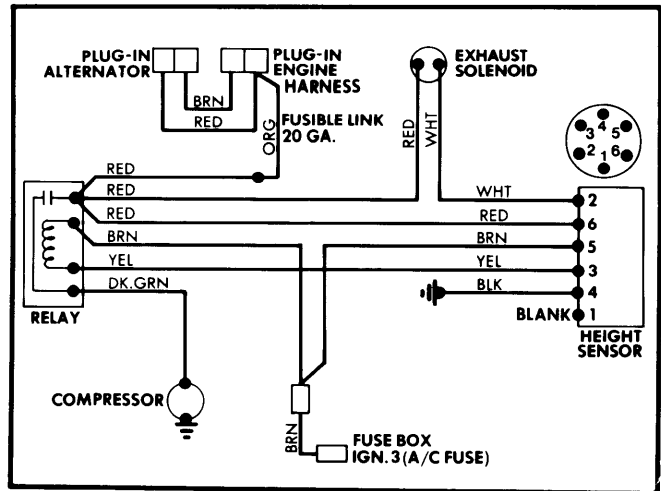 PLUG-IN
ALTERNATOR
PLUG-IN
ENGINE
HARNESS
EXHAUST
SOLENOID
BRN
RED
ORG
FUSIBLE LINK
20 GA.
RED
WHT
3 4 5
2 1 6
RED
RED
RED
BRN
YEL
DK.GRN
WHT
RED
BRN
YEL
BLK
BLANK
2
6
5
3
4
1
RELAY
HEIGHT
SENSOR
COMPRESSOR
BRN
FUSE BOX
IGN.3 (A/C FUSE)